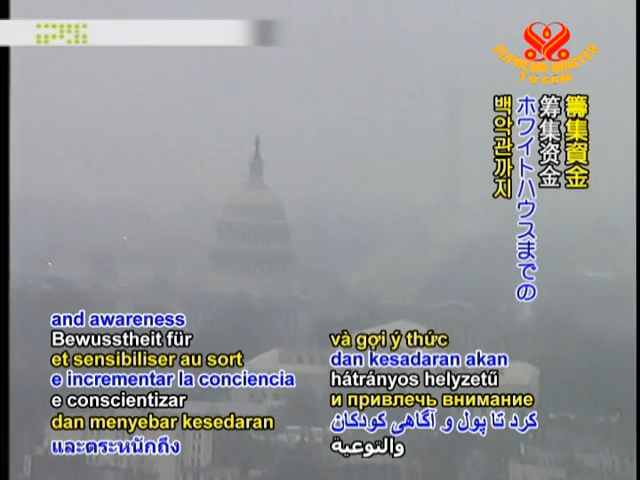 SUPREME MASTER
TV.COM
籌集資金
筹集资金
ホワイトハウスまでの
백악관까지
and awareness
Bewusstheit für
et sensibiliser au sort
e incrementar la conciencia
e conscientizar
dan menyebar kesedaran
และตระหนักถึง
và gợi ý thức
dan kesadaran akan
hátrányos helyzetű
и привлечь внимание
کرد تا پول و آگاهی کودکان
والتوعية